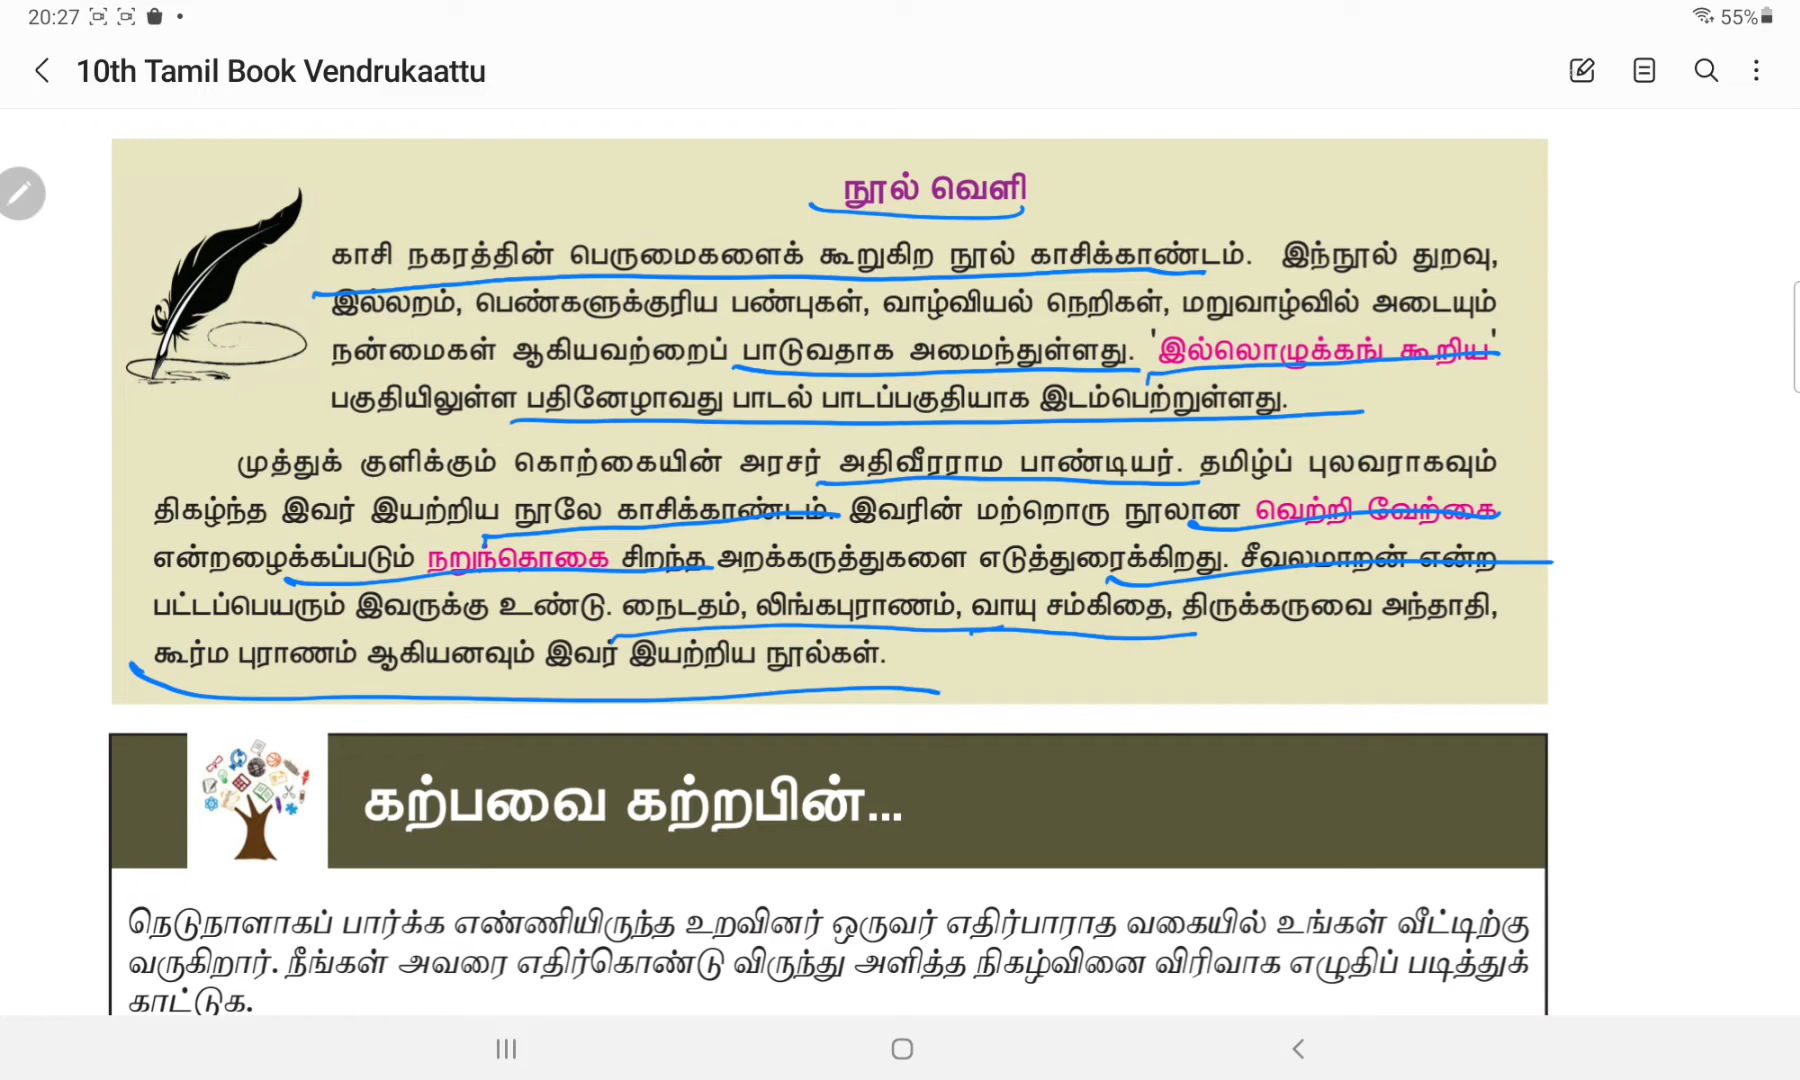 20:27
55%
10th Tamil Book Vendrukaattu
நூல் வெளி
காசி நகரத்தின் பெருமைகளைக் கூறுகிற நூல் காசிக்காண்டம். இந்நூல் துறவு,
இல்லறம், பெண்களுக்குரிய பண்புகள், வாழ்வியல் நெறிகள், மறுவாழ்வில் அடையும்
நன்மைகள் ஆகியவற்றைப் பாடுவதாக அமைந்துள்ளது. 'இல்லொழுக்கங் கூறிய'
பகுதியிலுள்ள பதினேழாவது பாடல் பாடப்பகுதியாக இடம்பெற்றுள்ளது.
முத்துக் குளிக்கும் கொற்கையின் அரசர் அதிவீரராம பாண்டியர். தமிழ்ப் புலவராகவும்
திகழ்ந்த இவர் இயற்றிய நூலே காசிக்காண்டம். இவரின் மற்றொரு நூலான வெற்றி வேற்கை
என்றழைக்கப்படும் நறுந்தொகை சிறந்த அறக்கருத்துகளை எடுத்துரைக்கிறது. சீவலமாறன் என்ற
பட்டப்பெயரும் இவருக்கு உண்டு. நைடதம், லிங்கபுராணம், வாயு சம்கிதை, திருக்கருவை அந்தாதி,
கூர்ம புராணம் ஆகியனவும் இவர் இயற்றிய நூல்கள்.
கற்பவை கற்றபின்...
நெடுநாளாகப் பார்க்க எண்ணியிருந்த உறவினர் ஒருவர் எதிர்பாராத வகையில் உங்கள் வீட்டிற்கு
வருகிறார். நீங்கள் அவரை எதிர்கொண்டு விருந்து அளித்த நிகழ்வினை விரிவாக எழுதிப் படித்துக்
காட்டுக.